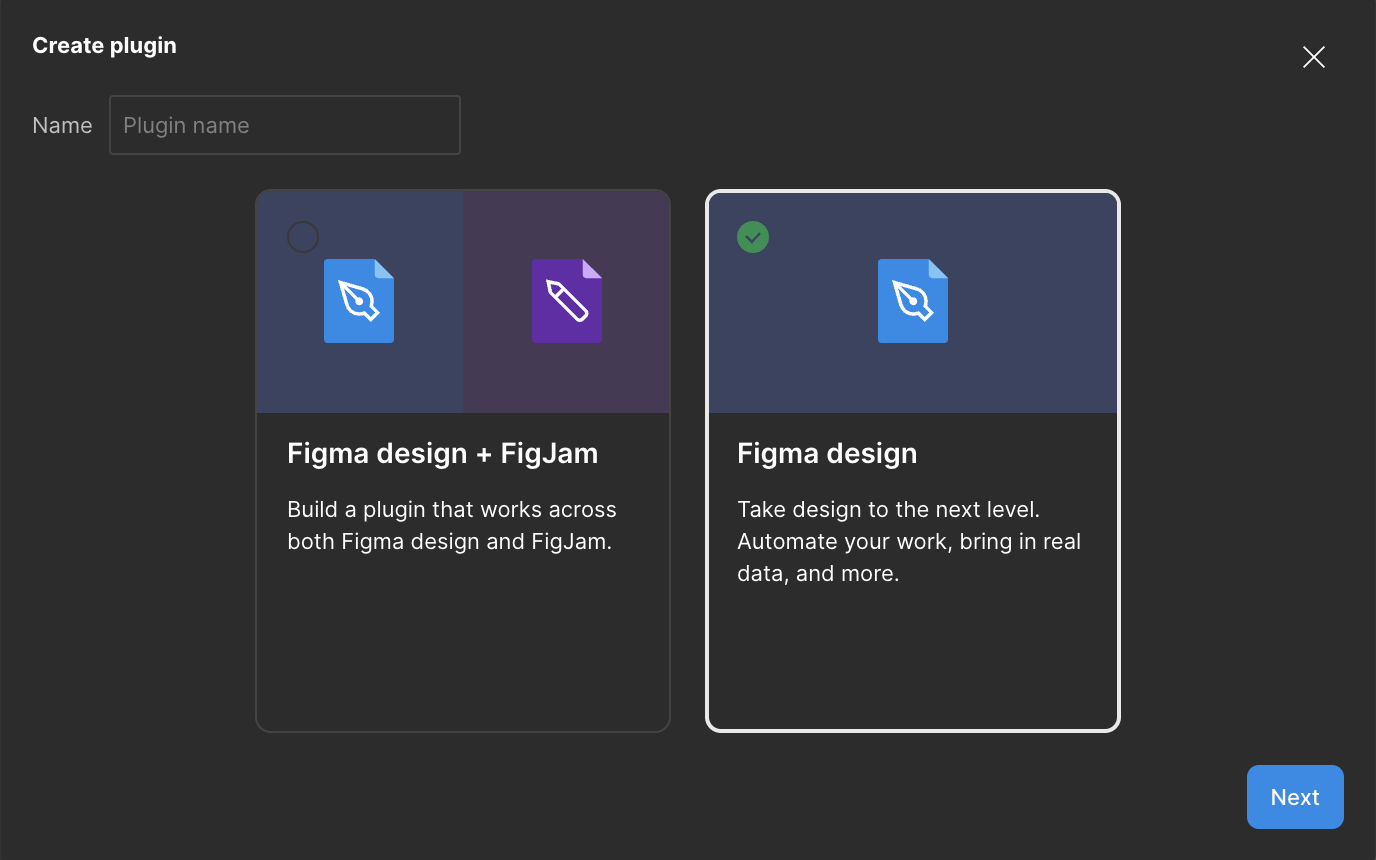 Create plugin
Name
Plugin name
Figma design + FigJam
Build a plugin that works across
both Figma design and FigJam.
Figma design
Take design to the next level.
Automate your work, bring in real
data, and more.
Next